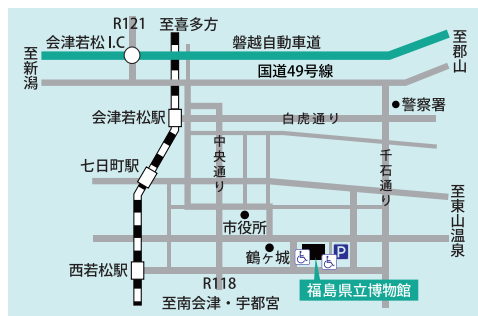 R121
至喜多方
会津若松 I.C
磐越自動車道
至郡山
至新潟
国道49号線
警察署
会津若松駅
白虎通り
中央通り
千石通り
七日町駅
至東山温泉
市役所
鶴ヶ城
P
西若松駅
R118
福島県立博物館
至南会津・宇都宮